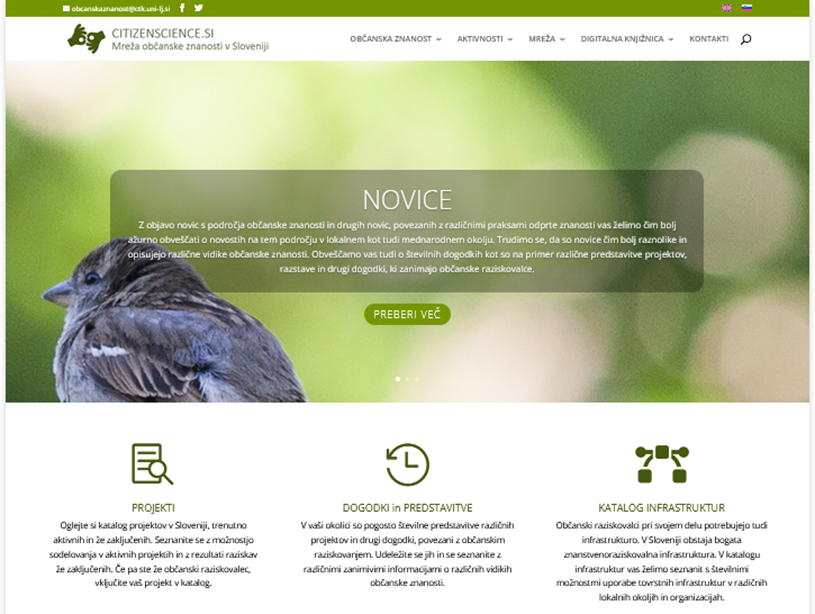 obcanskaznanost@ctk.uni-lj.si
CITIZENSCIENCE.SI
Mreža občanske znanosti v Sloveniji
OBČANSKA ZNANOST AKTIVNOSTI MREŽA DIGITALNA KNJIŽNICA KONTAKTI
NOVICE
Z objavo novic s področja občanske znanosti in drugih novic, povezanih z različnimi praksami odprte znanosti vas želimo čim bolj
ažurno obveščati o novostih na tem področju v lokalnem kot tudi mednarodnem okolju. Trudimo se, da so novice čim bolj raznolike in
opisujejo različne vidike občanske znanosti. Obveščamo vas tudi o številnih dogodkih kot so na primer različne predstavitve projektov,
razstave in drugi dogodki, ki zanimajo občanske raziskovalce.
PREBERI VEČ
PROJEKTI
Oglejte si katalog projektov v Sloveniji, trenutno
aktivnih in že zaključenih. Seznanite se z možnostjo
sodelovanja v aktivnih projektih in z rezultati raziskav
že zaključenih. Če pa ste že občanski raziskovalec,
vključite vaš projekt v katalog.
DOGODKI in PREDSTAVITVE
V vaši okolici so pogosto številne predstavitve različnih
projektov in drugi dogodki, povezani z občanskim
raziskovanjem. Udeležite se jih in se seznanite z
različnimi zanimivimi informacijami o različnih vidikih
občanske znanosti.
KATALOG INFRASTRUKTUR
Občanski raziskovalci pri svojem delu potrebujejo tudi
infrastrukturo. V Sloveniji obstaja bogata
znanstvenoraziskovalna infrastruktura. V katalogu
infrastruktur vas želimo seznanit s številnimi
možnostmi uporabe tovrstnih infrastruktur v različnih
lokalnih okoljih in organizacijah.